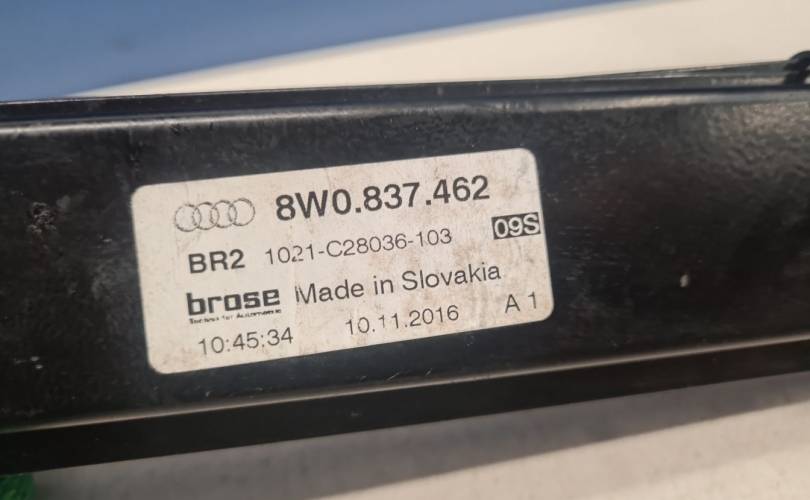 8W0.837.462
BR2 1021-C28036-103 09S
brose Made in Slovakia
10:45:34 10.11.2016 A 1